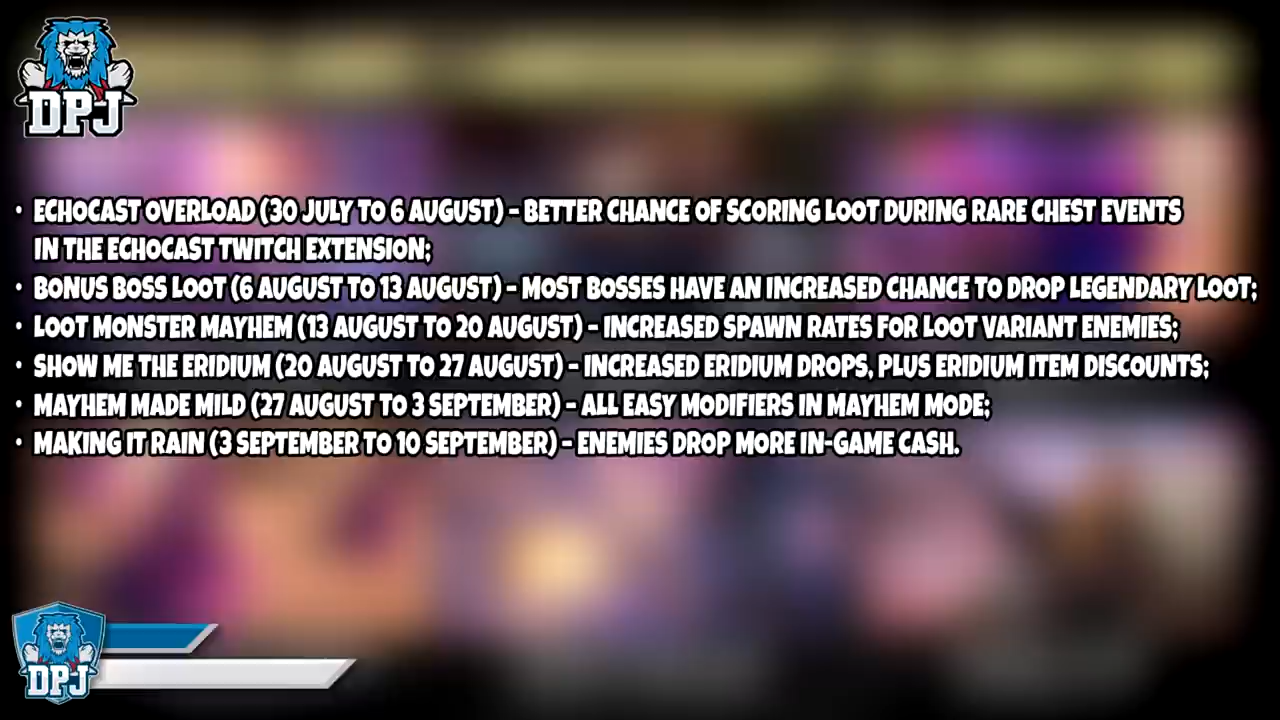 DPJ
• ECHOCAST OVERLOAD (30 JULY TO 6 AUGUST) – BETTER CHANCE OF SCORING LOOT DURING RARE CHEST EVENTS
IN THE ECHOCAST TWITCH EXTENSION;
• BONUS BOSS LOOT (6 AUGUST TO 13 AUGUST) – MOST BOSSES HAVE AN INCREASED CHANCE TO DROP LEGENDARY LOOT;
• LOOT MONSTER MAYHEM (13 AUGUST TO 20 AUGUST) – INCREASED SPAWN RATES FOR LOOT VARIANT ENEMIES;
• SHOW ME THE ERIDIUM (20 AUGUST TO 27 AUGUST) – INCREASED ERIDIUM DROPS, PLUS ERIDIUM ITEM DISCOUNTS;
• MAYHEM MADE MILD (27 AUGUST TO 3 SEPTEMBER) – ALL EASY MODIFIERS IN MAYHEM MODE;
• MAKING IT RAIN (3 SEPTEMBER TO 10 SEPTEMBER) – ENEMIES DROP MORE IN-GAME CASH.
DPJ